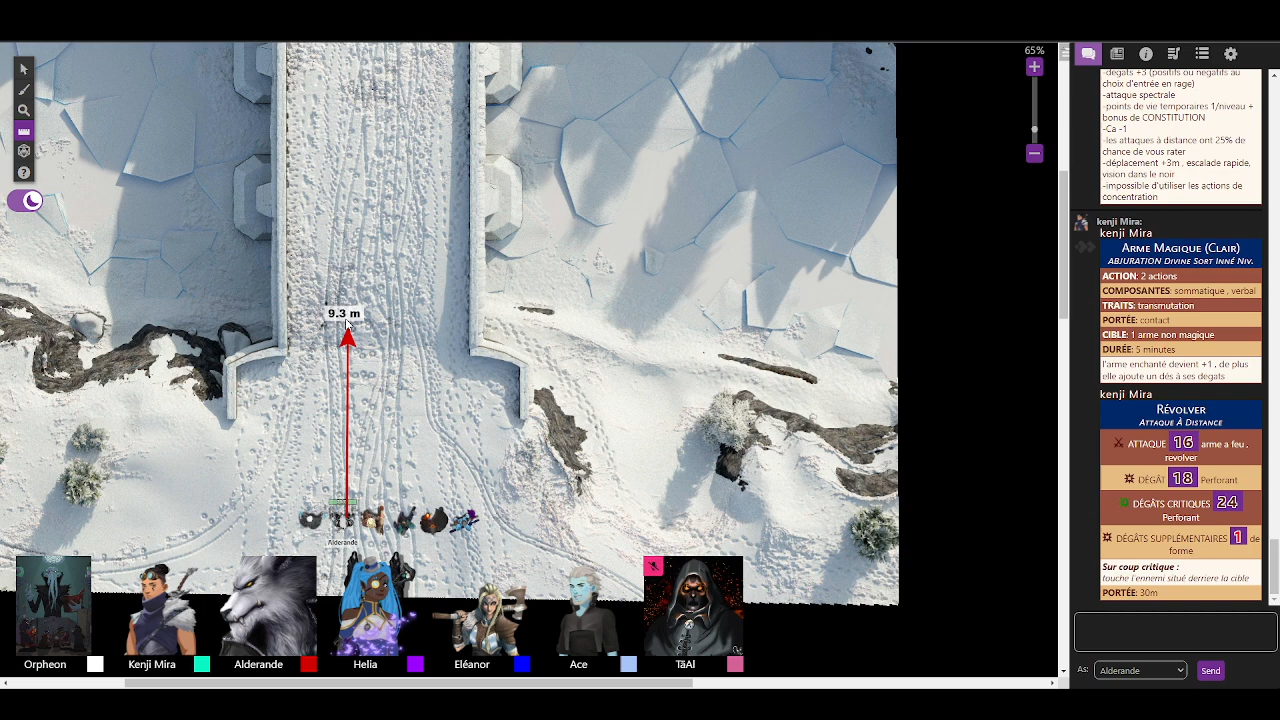 65%
9.3 m
Alderande
Orpheon
Kenji Mira
Alderande
Helia
Eléanor
Ace
TãAl
-dégâts +3 (positifs ou négatifs au
choix d'entrée en rage)
-attaque spectrale
-points de vie temporaires 1/niveau +
bonus de CONSTITUTION
-Ca -1
-les attaques à distance ont 25% de
chance de vous rater
-déplacement +3m , escalade rapide,
vision dans le noir
-impossible d'utiliser les actions de
concentration
kenji Mira:
kenji Mira
Arme Magique (Clair)
Abjuration Divine Sort Inné Niv.
ACTION: 2 actions
COMPOSANTES: sommatique , verbal
TRAITS: transmutation
PORTÉE: contact
CIBLE: 1 arme non magique
DURÉE: 5 minutes
l'arme enchanté devient +1 , de plus
elle ajoute un dés à ses degats
kenji Mira
Révolver
Attaque À Distance
ATTAQUE 16 arme a feu ,
revolver
DÉGÂT 18 Perforant
DÉGÂTS CRITIQUES 24
Perforant
DÉGÂTS SUPPLÉMENTAIRES 1 de
forme
Sur coup critique :
touche l'ennemi situé derriere la cible
PORTÉE: 30m
As: Alderande Send